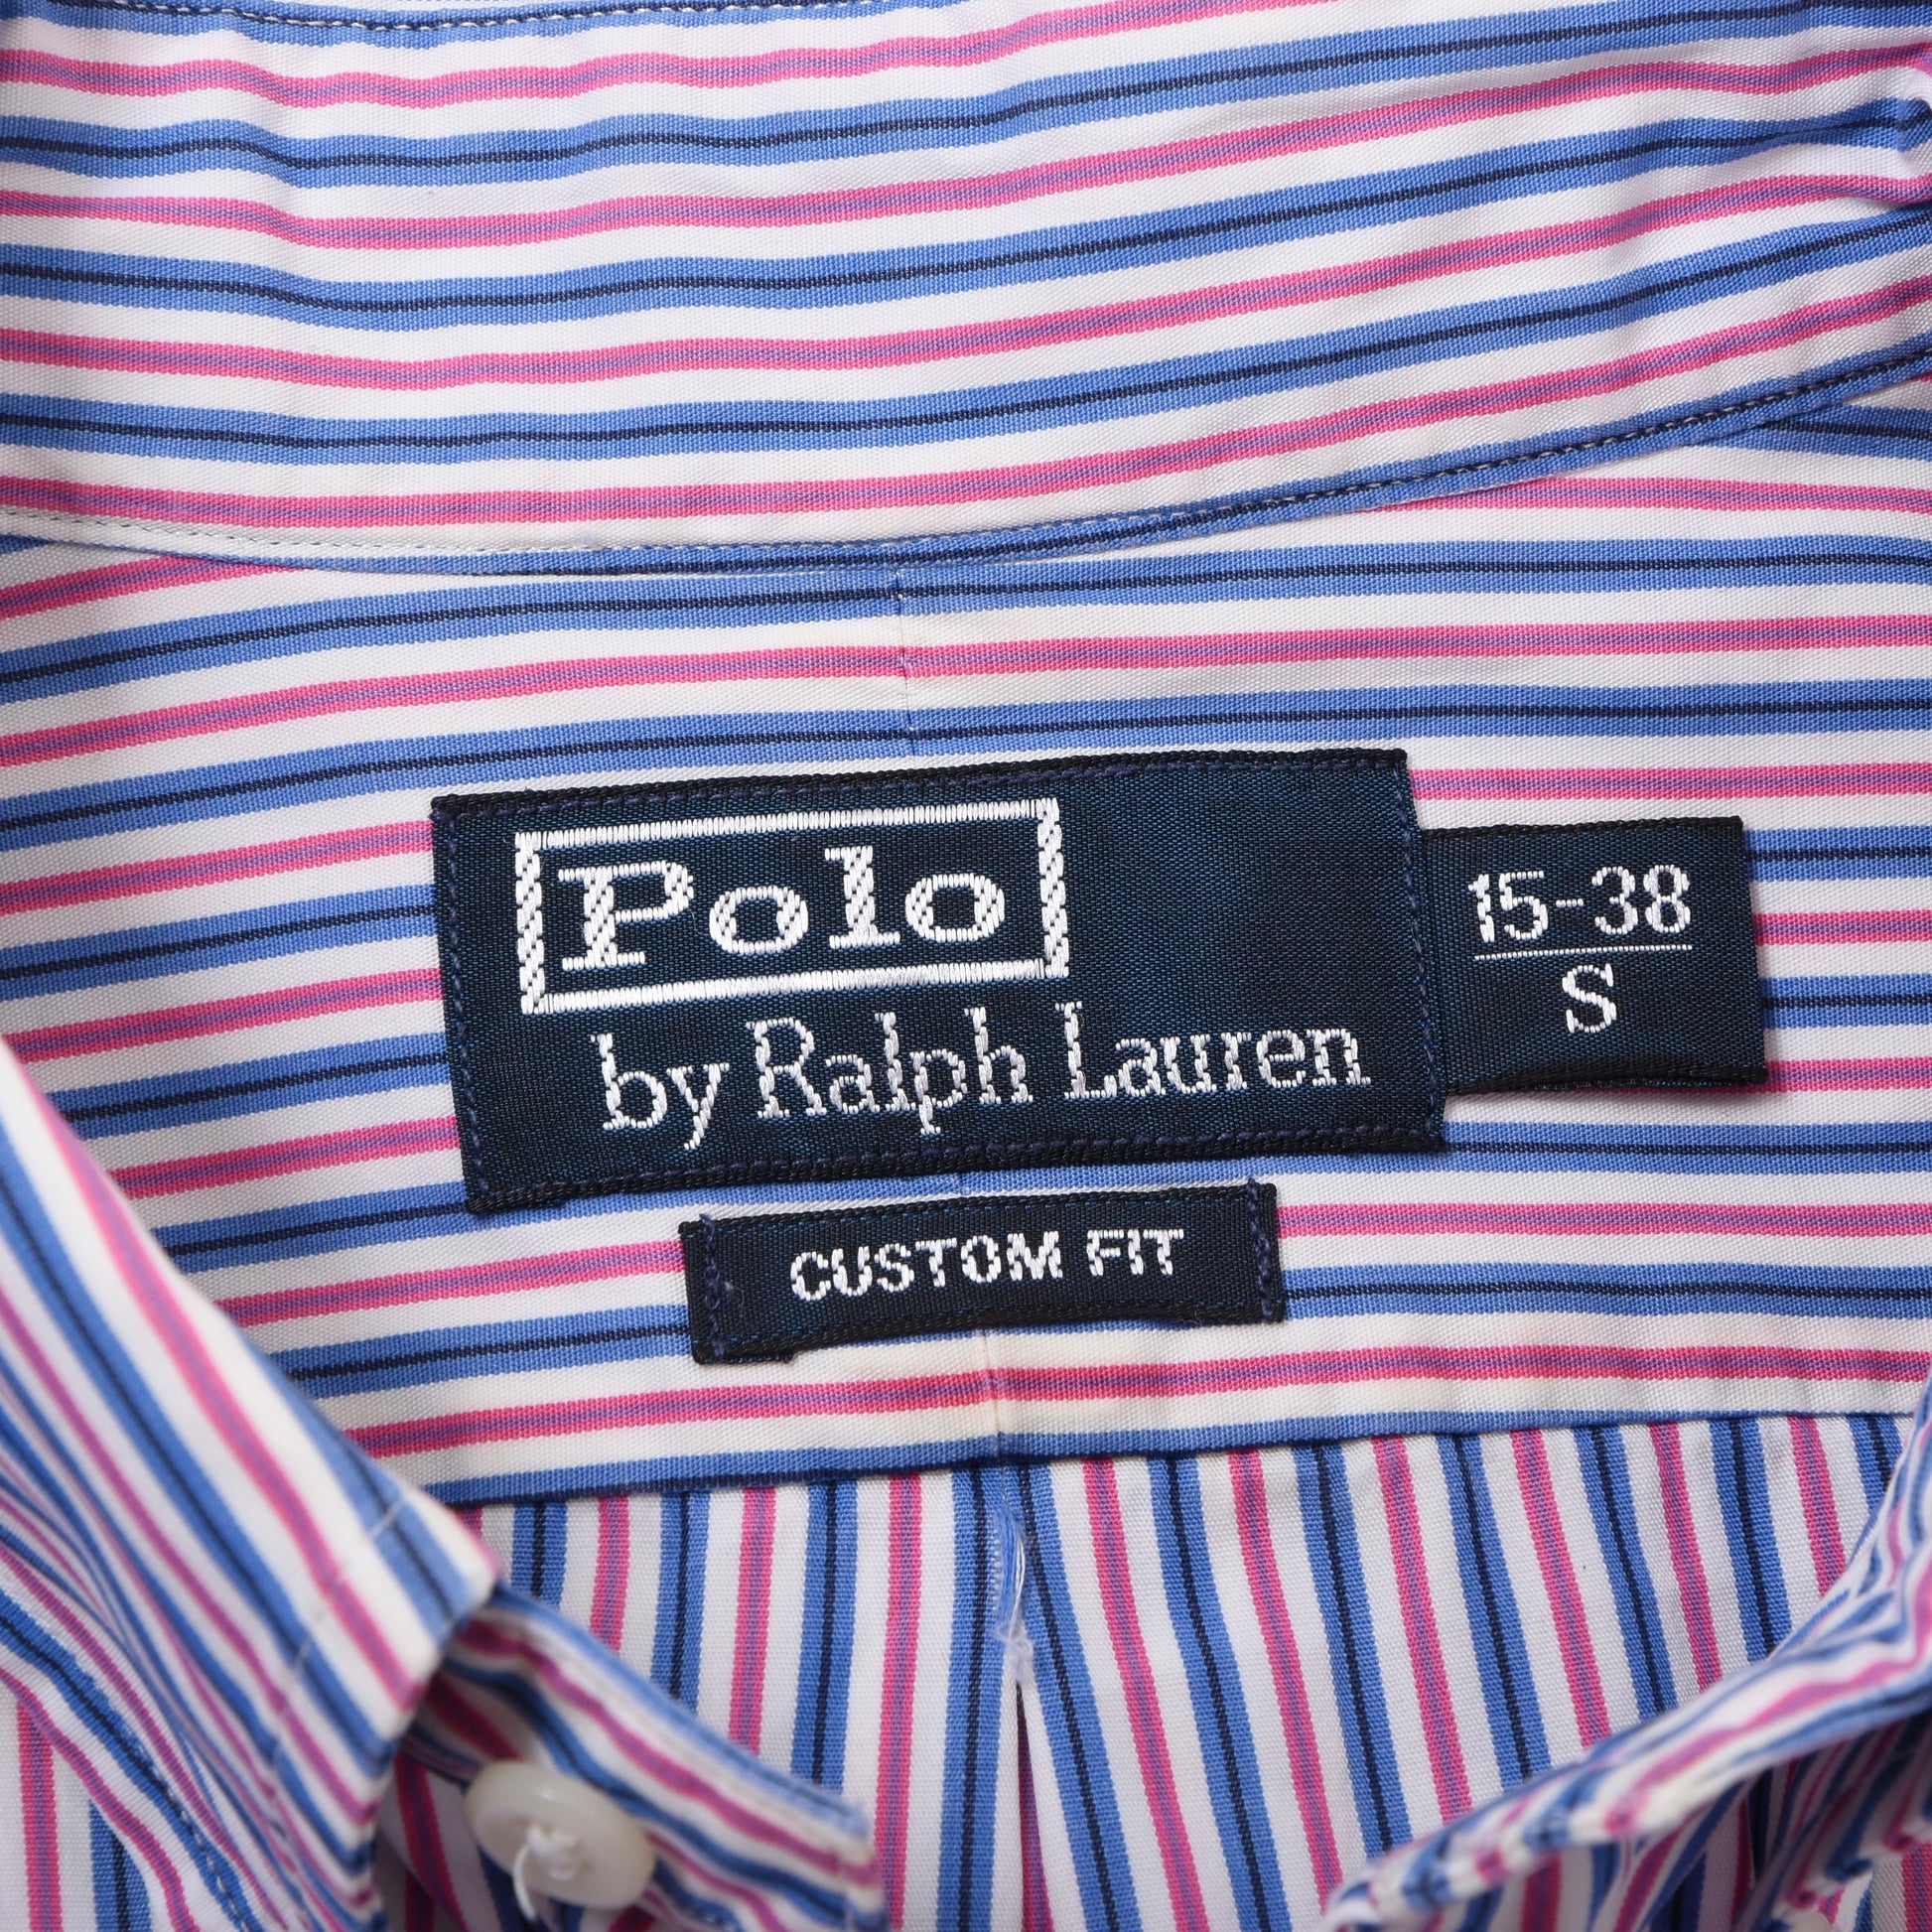 Polo
by Ralph Lauren
15-38
S
CUSTOM FIT